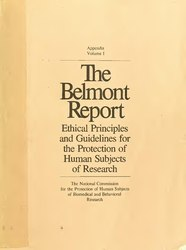 Appendix
Volume I
The
Belmont
Report
Ethical Principles
and Guidelines for
the Protection of
Human Subjects
of Research
The National Commission
for the Protection of Human Subjects
of Biomedical and Behavioral
Research